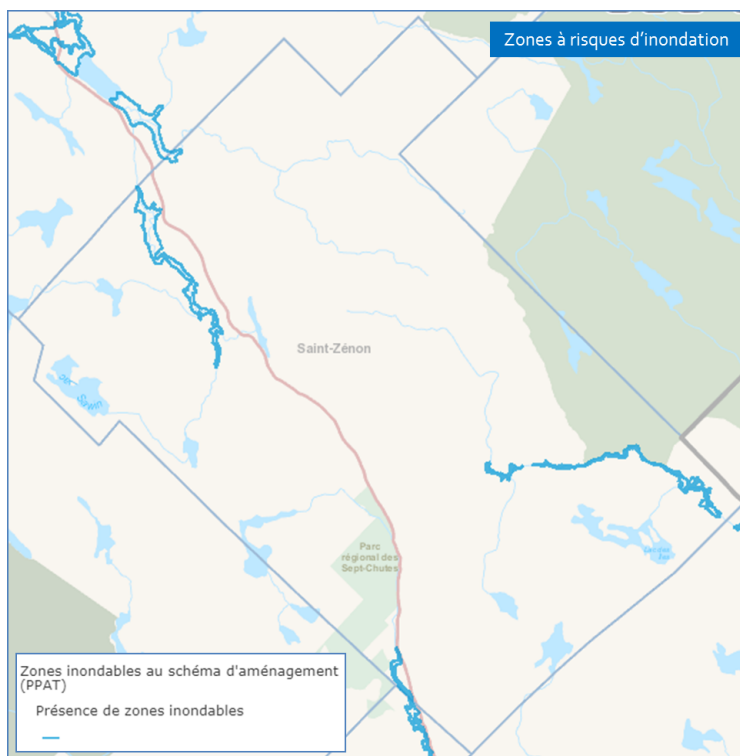 Zones à risques d'inondation
Saint-Zénon
Parc
régional des
Sept-Chutes
Zones inondables au schéma d'aménagement
(PPAT)
Présence de zones inondables